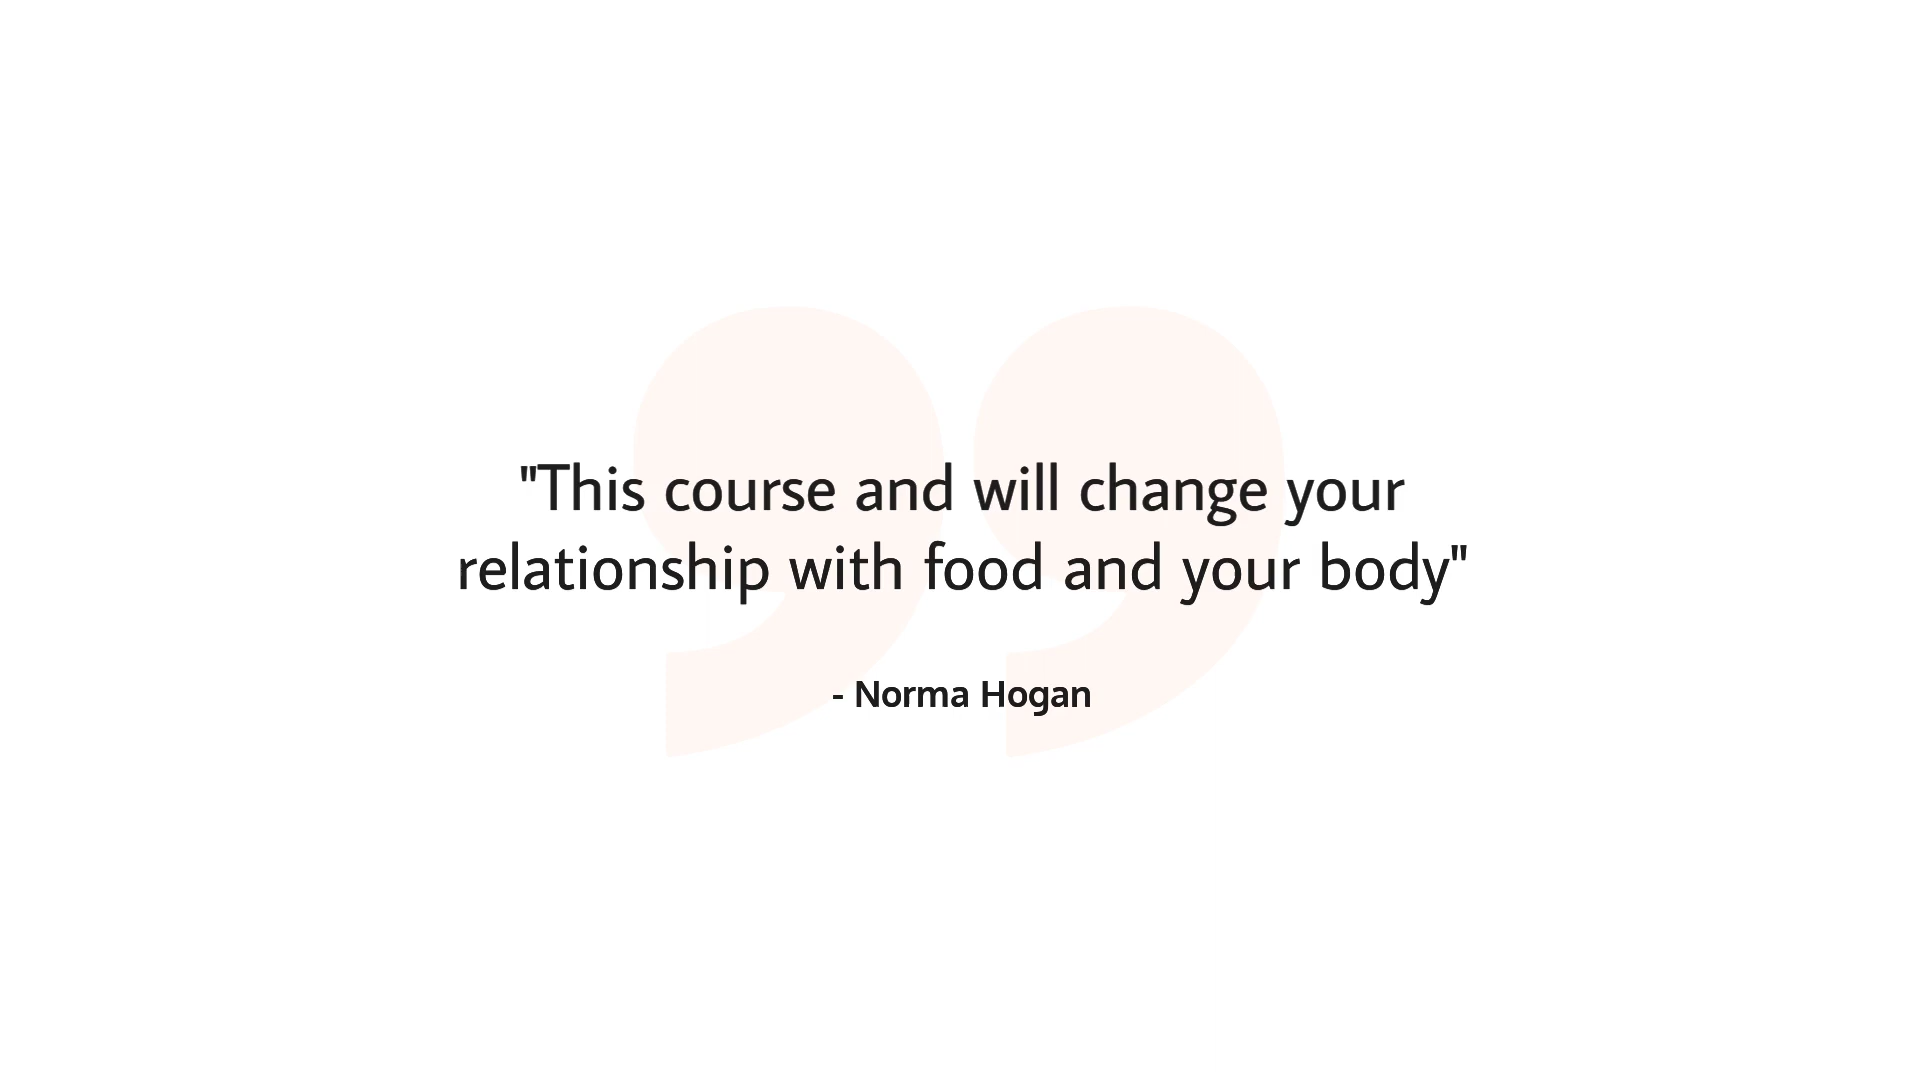 "This course and will change your
relationship with food and your body"
- Norma Hogan